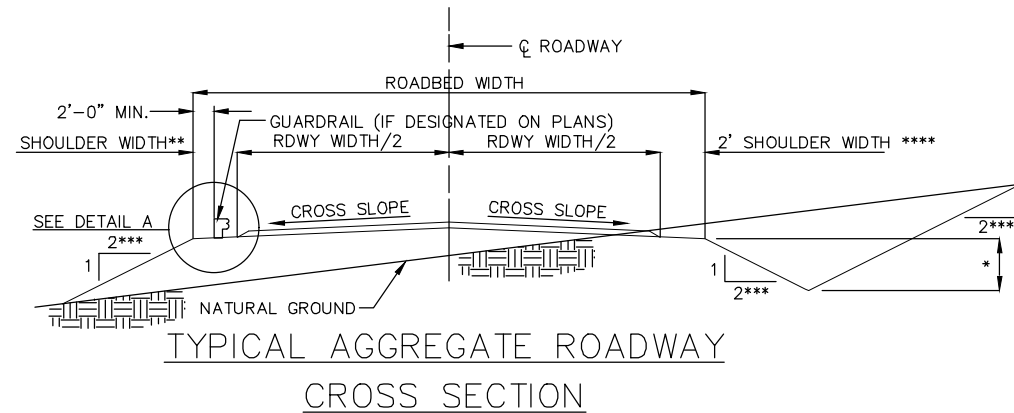 ℄ ROADWAY
ROADBED WIDTH
2'-0" MIN.
GUARDRAIL (IF DESIGNATED ON PLANS)
SHOULDER WIDTH**
RDWY WIDTH/2
RDWY WIDTH/2
2' SHOULDER WIDTH ****
CROSS SLOPE
CROSS SLOPE
SEE DETAIL A
2***
1
2***
*
1
2***
NATURAL GROUND
TYPICAL AGGREGATE ROADWAY
CROSS SECTION